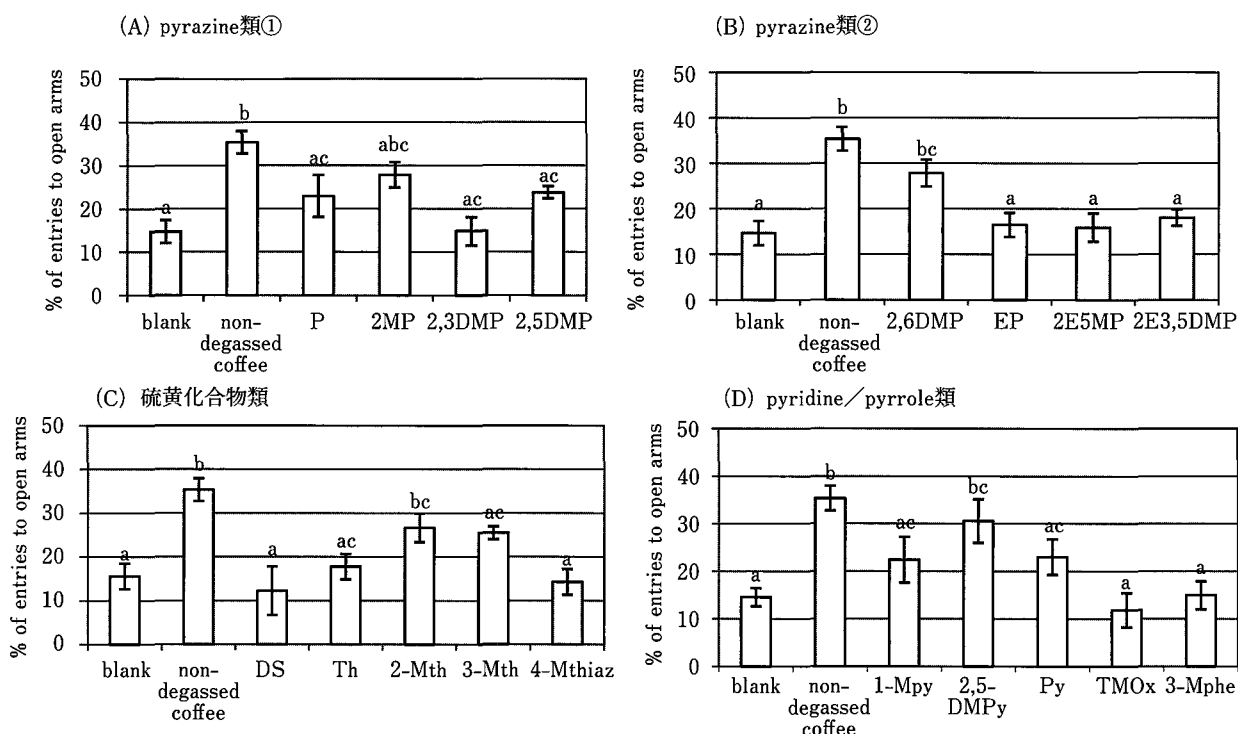 (A) pyrazine類①
% of entries to open arms
50
40
30
20
10
0
a
b
ac
abc
ac
ac
blank non-degassed coffee P 2MP 2,3DMP 2,5DMP
(B) pyrazine類②
% of entries to open arms
50
40
30
20
10
0
a
b
bc
a
a
a
blank non-degassed coffee 2,6DMP EP 2E5MP 2E3,5DMP
(C) 硫黄化合物類
% of entries to open arms
50
40
30
20
10
0
a
b
a
ac
bc
ac
a
blank non-degassed coffee DS Th 2-Mth 3-Mth 4-Mthiaz
(D) pyridine/pyrrole類
% of entries to open arms
50
40
30
20
10
0
a
b
ac
bc
ac
a
a
blank non-degassed coffee 1-Mpy 2,5-DMPy Py TMOx 3-Mphe